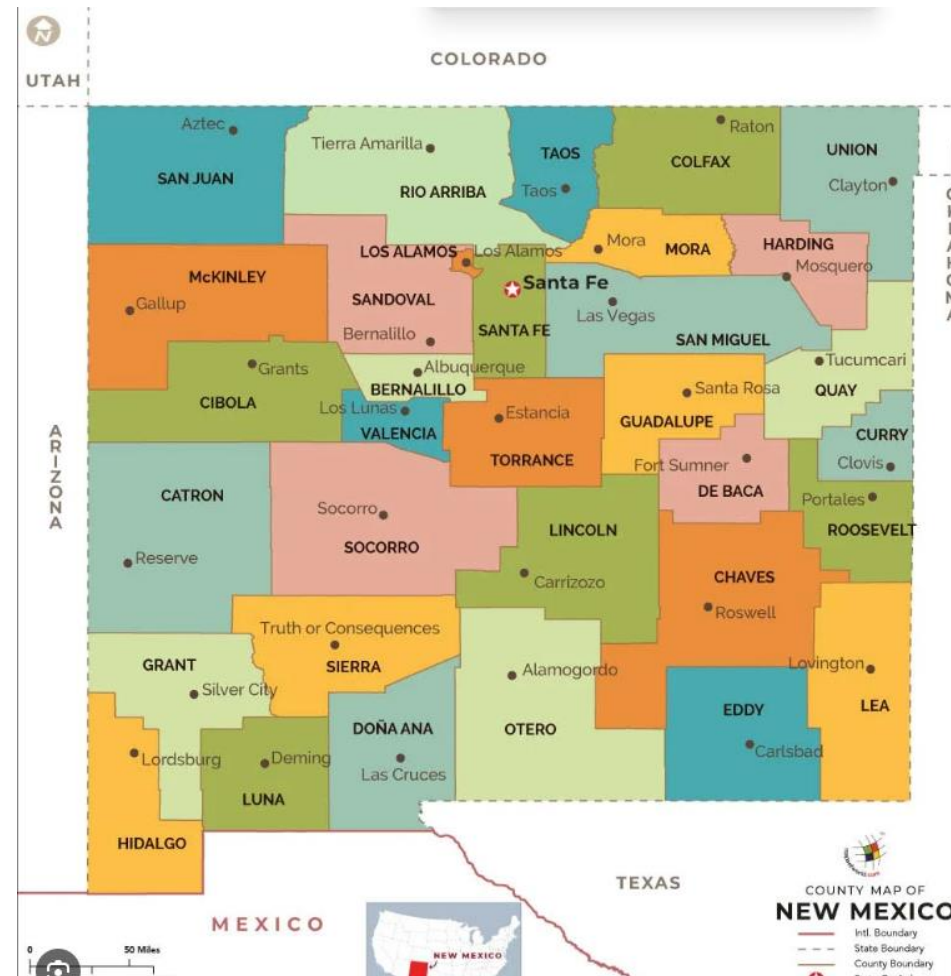 N
UTAH
COLORADO
Aztec
SAN JUAN
Tierra Amarilla
RIO ARRIBA
TAOS
Taos
Raton
COLFAX
UNION
Clayton
McKINLEY
Gallup
LOS ALAMOS
Los Alamos
SANDOVAL
Bernalillo
Santa Fe
SANTA FE
Mora
MORA
HARDING
Mosquero
Las Vegas
SAN MIGUEL
Grants
CIBOLA
Albuquerque
BERNALILLO
Los Lunas
VALENCIA
Estancia
TORRANCE
Santa Rosa
GUADALUPE
Tucumcari
QUAY
CURRY
Clovis
Fort Sumner
DE BACA
Portales
ROOSEVELT
ARIZONA
CATRON
Reserve
Socorro
SOCORRO
LINCOLN
Carrizozo
CHAVES
Roswell
Truth or Consequences
SIERRA
GRANT
Silver City
Alamogordo
OTERO
Lovington
LEA
EDDY
Carlsbad
DOÑA ANA
Las Cruces
Lordsburg
Deming
LUNA
HIDALGO
TEXAS
MEXICO
0
50 Miles
NEW MEXICO
COUNTY MAP OF
NEW MEXICO
Intl. Boundary
State Boundary
County Boundary